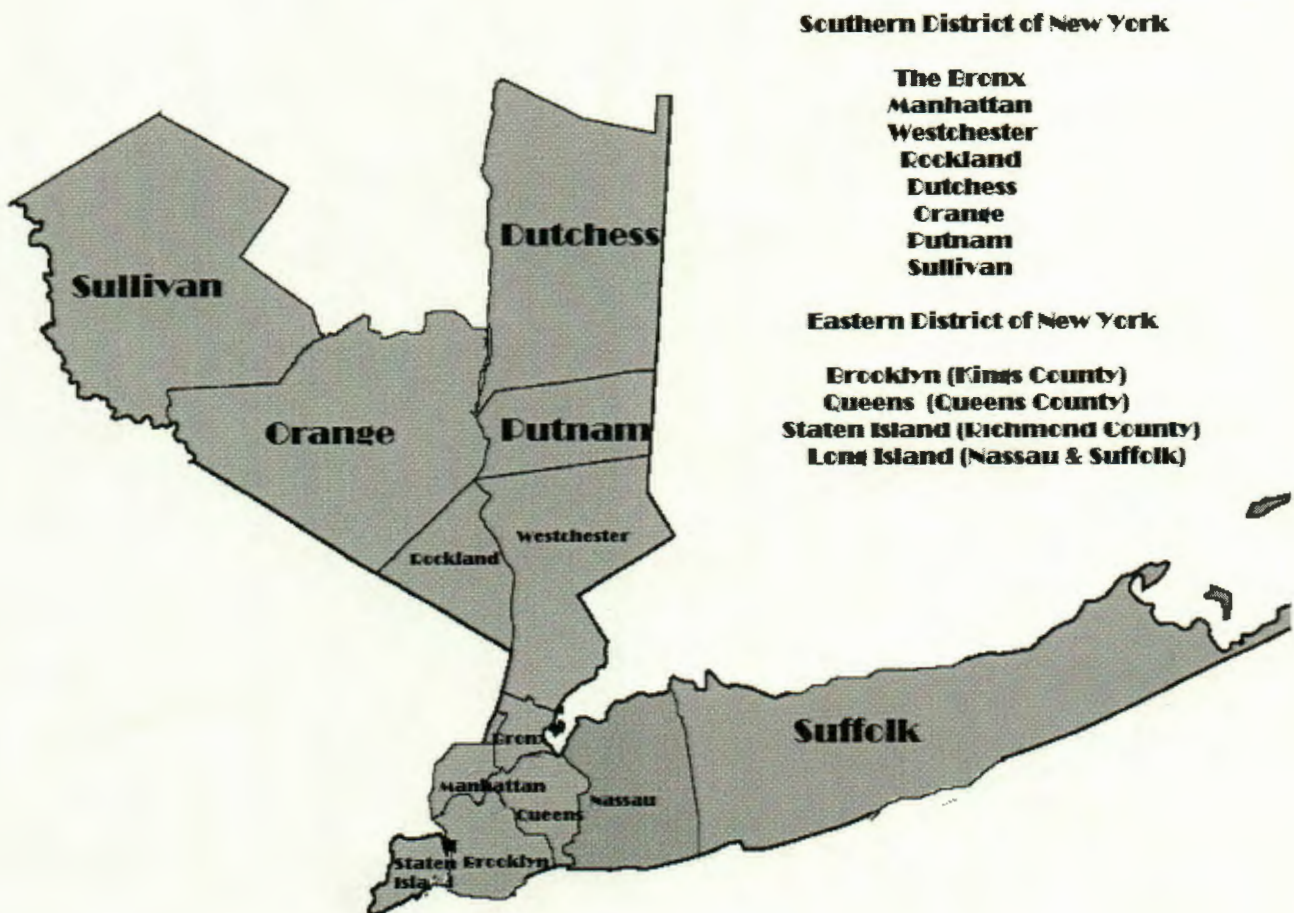 Southern District of New York
The Bronx
Manhattan
Westchester
Rockland
Dutchess
Orange
Putnam
Sullivan
Eastern District of New York
Brooklyn (Kings County)
Queens (Queens County)
Staten Island (Richmond County)
Long Island (Nassau & Suffolk)
Dutchess
Sullivan
Orange
Putnam
Westchester
Rockland
Suffolk
Bronx
Manhattan
Nassau
Queens
Staten
Island
Brooklyn